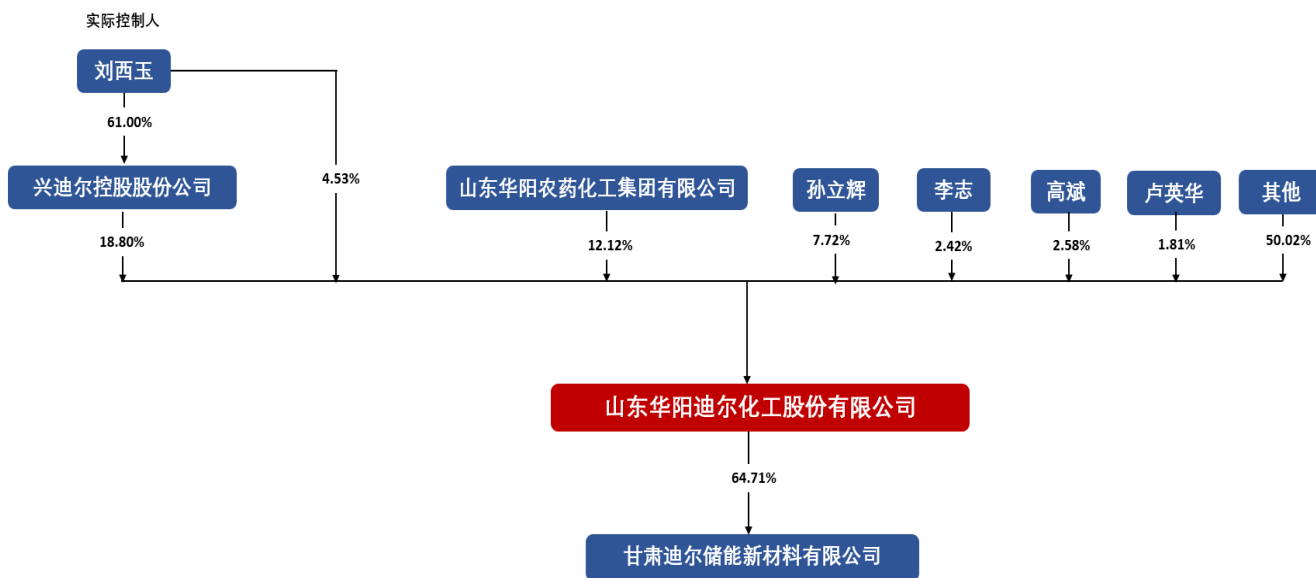 实际控制人
刘西玉
61.00%
兴迪尔控股股份公司
4.53%
山东华阳农药化工集团有限公司
孙立辉
李志
高斌
卢英华
其他
18.80%
12.12%
7.72%
2.42%
2.58%
1.81%
50.02%
山东华阳迪尔化工股份有限公司
64.71%
甘肃迪尔储能新材料有限公司